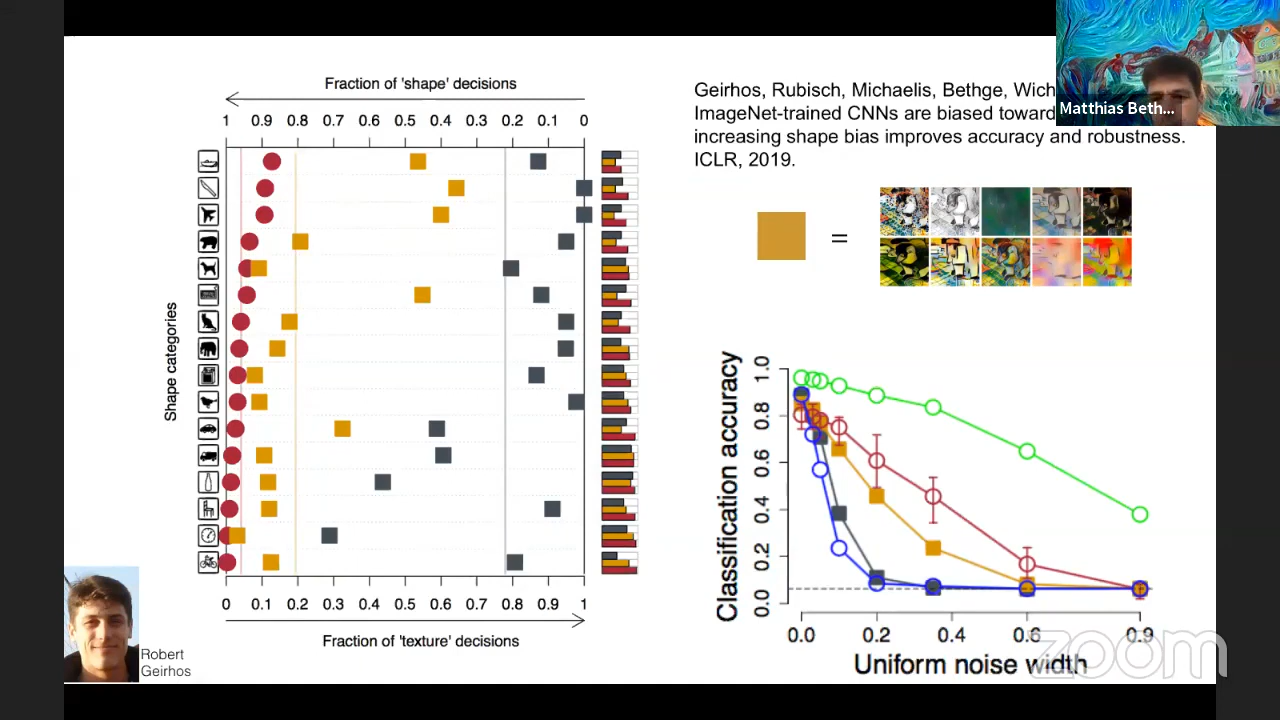 Fraction of 'shape' decisions
1 0.9 0.8 0.7 0.6 0.5 0.4 0.3 0.2 0.1 0
Shape categories
0 0.1 0.2 0.3 0.4 0.5 0.6 0.7 0.8 0.9 1
Fraction of 'texture' decisions
Robert
Geirhos
Geirhos, Rubisch, Michaelis, Bethge,
ImageNet-trained CNNs are biased
increasing shape bias improves accuracy and robustness.
ICLR, 2019.
Matthias Beth...
=
Classification accuracy
1.0
0.8
0.6
0.4
0.2
0.0
0.0 0.2 0.4 0.6 0.9
Uniform noise width
zoom